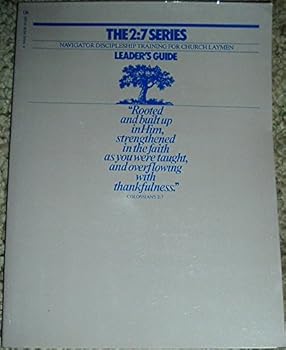 THE 2:7 SERIES
NAVIGATOR DISCIPLESHIP TRAINING FOR CHURCH LAYMEN
LEADER'S GUIDE
"Rooted
and built up
in Him,
strengthened
in the faith
as you were taught,
and overflowing
with
thankfulness."
COLOSSIANS 2:7